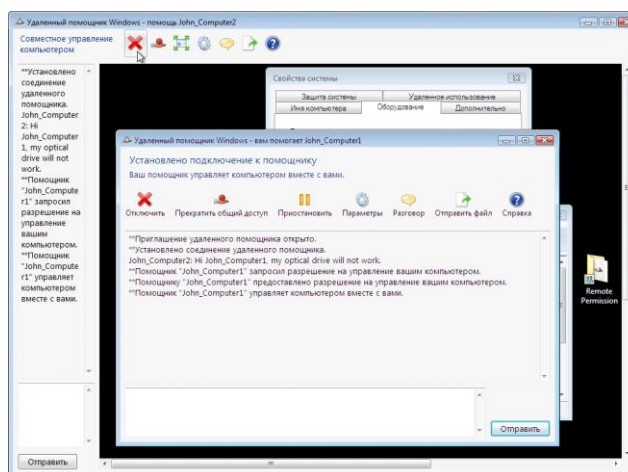 Удаленный помощник Windows - помощь John_Computer2
Совместное управление
компьютером
**Установлено
соединение
удаленного
помощника.
John_Computer
2: Hi
John_Computer
1, my optical
drive will not
work.
**Помощник
"John_Compute
r1" запросил
разрешение на
управление
вашим
компьютером.
**Помощник
"John_Compute
r1" управляет
компьютером
вместе с вами.
Отправить
Свойства системы
Защита системы
Удаленное использование
Имя компьютера
Оборудование
Дополнительно
Удаленный помощник Windows - вам помогает John_Computer1
Установлено подключение к помощнику
Ваш помощник управляет компьютером вместе с вами.
Отключить
Прекратить общий доступ
Приостановить
Параметры
Разговор
Отправить файл
Справка
**Приглашение удаленного помощника открыто.
**Установлено соединение удаленного помощника.
John_Computer2: Hi John_Computer1, my optical drive will not work.
**Помощник "John_Computer1" запросил разрешение на управление вашим компьютером.
**Помощнику "John_Computer1" предоставлено разрешение на управление вашим компьютером.
**Помощник "John_Computer1" управляет компьютером вместе с вами.
Отправить
Remote
Permission